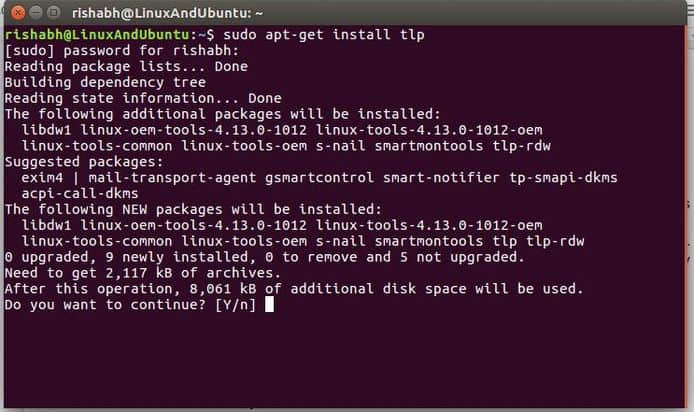 rishabh@LinuxAndUbuntu: ~
rishabh@LinuxAndUbuntu:~$ sudo apt-get install tlp
[sudo] password for rishabh:
Reading package lists... Done
Building dependency tree
Reading state information... Done
The following additional packages will be installed:
  libdw1 linux-oem-tools-4.13.0-1012 linux-tools-4.13.0-1012-oem
  linux-tools-common linux-tools-oem s-nail smartmontools tlp-rdw
Suggested packages:
  exim4 | mail-transport-agent gsmartcontrol smart-notifier tp-smapi-dkms
  acpi-call-dkms
The following NEW packages will be installed:
  libdw1 linux-oem-tools-4.13.0-1012 linux-tools-4.13.0-1012-oem
  linux-tools-common linux-tools-oem s-nail smartmontools tlp tlp-rdw
0 upgraded, 9 newly installed, 0 to remove and 5 not upgraded.
Need to get 2,117 kB of archives.
After this operation, 8,061 kB of additional disk space will be used.
Do you want to continue? [Y/n]